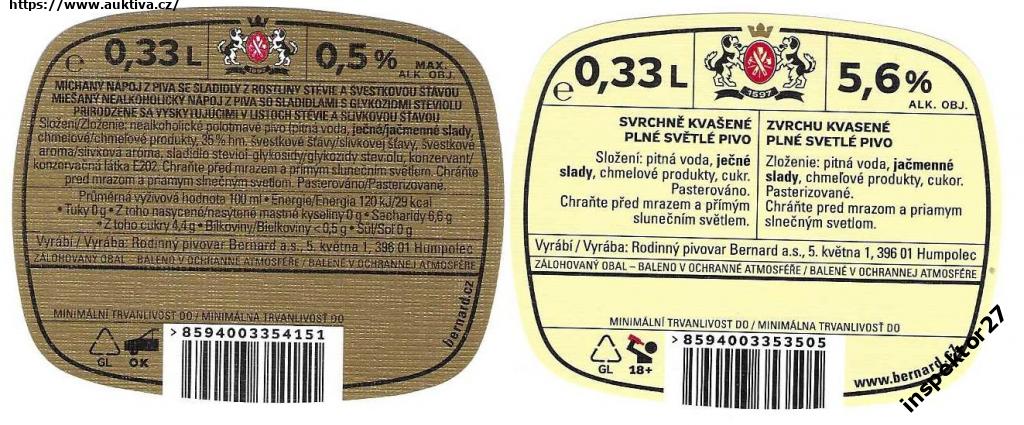 https://www.auktiva.cz/
e 0,33 L
1597
0,5 % MAX.
ALK. OBJ.
MÍCHANÝ NÁPOJ Z PIVA SE SLADIDLY Z ROSTLINY STÉVIE A ŠVESTKOVOU ŠŤÁVOU
MIEŠANÝ NEALKOHOLICKÝ NÁPOJ Z PIVA SO SLADIDLAMI S GLYKOZIDMI STEVIOLU
PRIRODZENE SA VYSKYTUJÚCIMI V LISTOCH STÉVIE A SLIVKOVOU ŠŤAVOU
Složení/Zloženie: nealkoholické polotmavé pivo (pitná voda, ječné/jačmenné slady,
chmelové/chmeľové produkty, 35% hm. švestkové šťávy/slivkovej šťavy, švestkové
aroma/slivková aróma, sladidlo steviol glykosidy/glykozidy steviolu, konzervant/
konzervačná látka E202. Chraňte před mrazem a přímým slunečním světlem. Chráňte
pred mrazom a priamym slnečným svetlom. Pasterováno/Pasterizované.
Průměrná výživová hodnota 100 ml • Energie/Energia 120 kJ/29 kcal
• Tuky 0 g • Z toho nasycené/nesýtené mastné kyseliny 0 g • Sacharidy 6,6 g
• Z toho cukry 4,4 g • Bílkoviny/Bielkoviny < 0,5 g • Sůl/Soľ 0 g
Vyrábí / Vyrába: Rodinný pivovar Bernard a.s., 5. května 1, 396 01 Humpolec
ZÁLOHOVANÝ OBAL – BALENO V OCHRANNÉ ATMOSFÉŘE / BALENÉ V OCHRANNEJ ATMOSFÉRE
MINIMÁLNÍ TRVANLIVOST DO / MINIMÁLNA TRVANLIVOSŤ DO
bernard.cz
GL
OK
>8594003354151
e 0,33 L
1597
5,6 %
ALK. OBJ.
SVRCHNĚ KVAŠENÉ
PLNÉ SVĚTLÉ PIVO
Složení: pitná voda, ječné
slady, chmelové produkty, cukr.
Pasterováno.
Chraňte před mrazem a přímým
slunečním světlem.
ZVRCHU KVASENÉ
PLNÉ SVETLÉ PIVO
Zloženie: pitná voda, jačmenné
slady, chmeľové produkty, cukor.
Pasterizované.
Chráňte pred mrazom a priamym
slnečným svetlom.
Vyrábí / Vyrába: Rodinný pivovar Bernard a.s., 5. května 1, 396 01 Humpolec
ZÁLOHOVANÝ OBAL – BALENO V OCHRANNÉ ATMOSFÉŘE / BALENÉ V OCHRANNEJ ATMOSFÉRE
MINIMÁLNÍ TRVANLIVOST DO / MINIMÁLNA TRVANLIVOSŤ DO
GL
18+
>8594003353505
www.bernard.cz
inspektor27